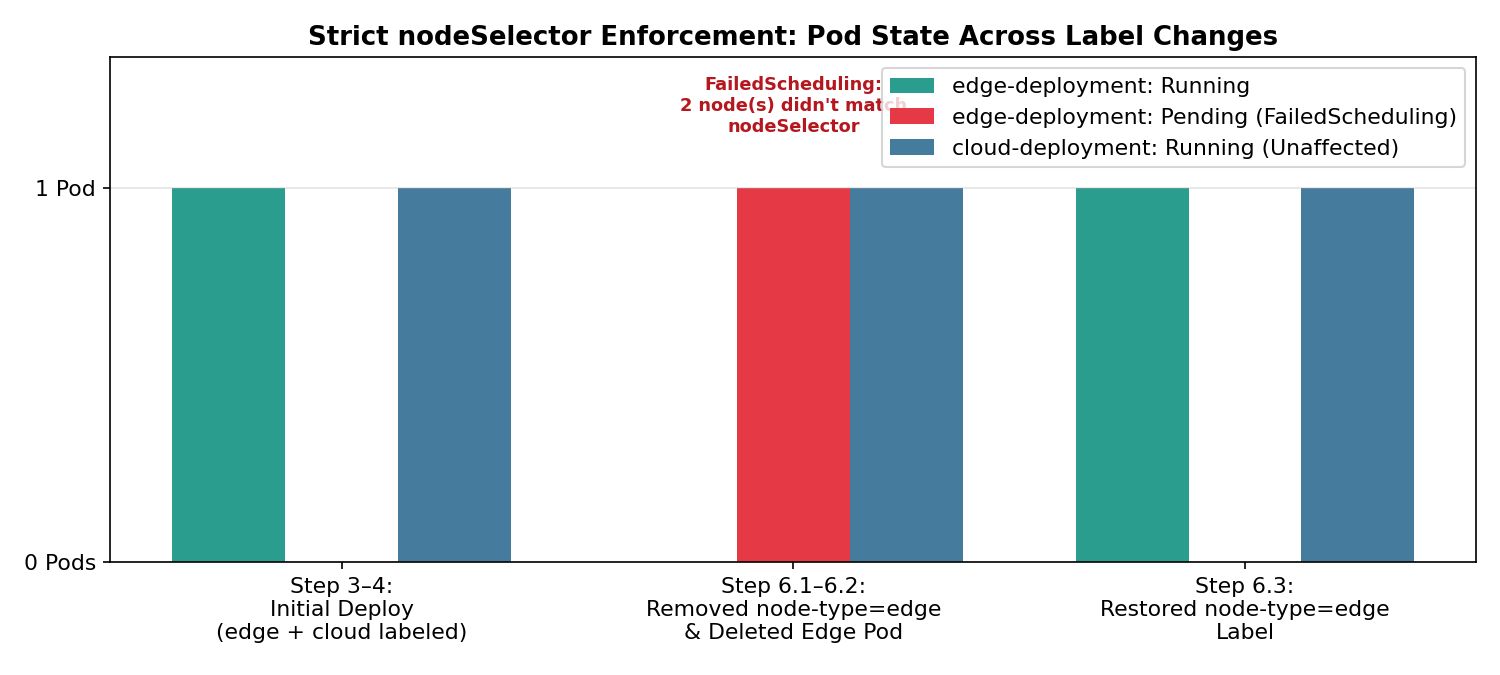 Strict nodeSelector Enforcement: Pod State Across Label Changes
FailedScheduling:
2 node(s) didn't match
nodeSelector
edge-deployment: Running
edge-deployment: Pending (FailedScheduling)
cloud-deployment: Running (Unaffected)
1 Pod
0 Pods
Step 3–4:
Initial Deploy
(edge + cloud labeled)
Step 6.1–6.2:
Removed node-type=edge
& Deleted Edge Pod
Step 6.3:
Restored node-type=edge
Label